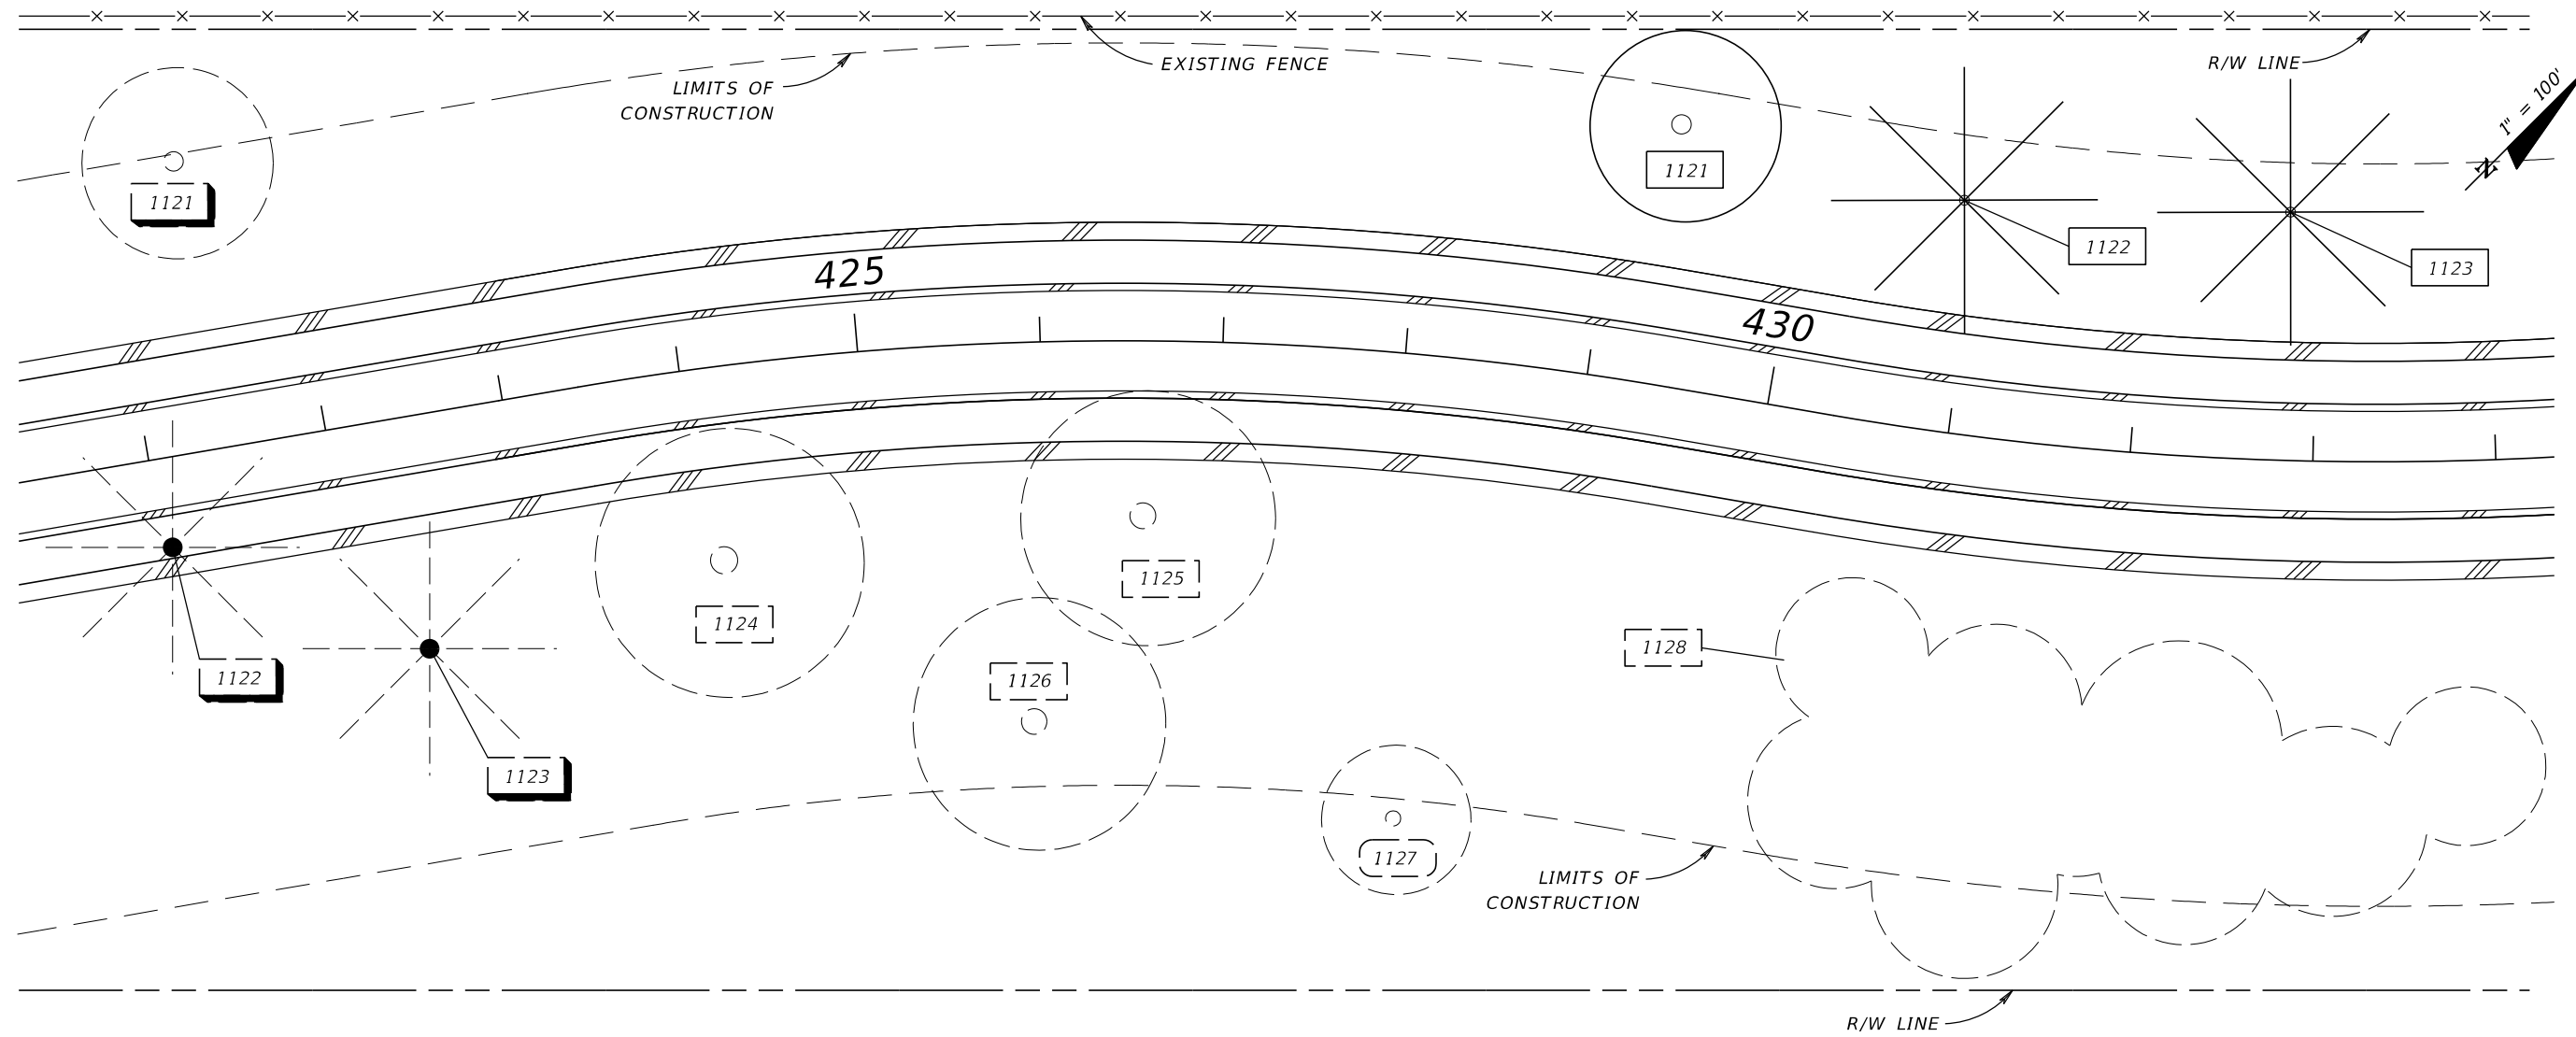 EXISTING FENCE
R/W LINE
LIMITS OF
CONSTRUCTION
1" = 100'
N
1121
1121
1122
1123
425
430
1122
1123
1124
1125
1126
1127
1128
LIMITS OF
CONSTRUCTION
R/W LINE